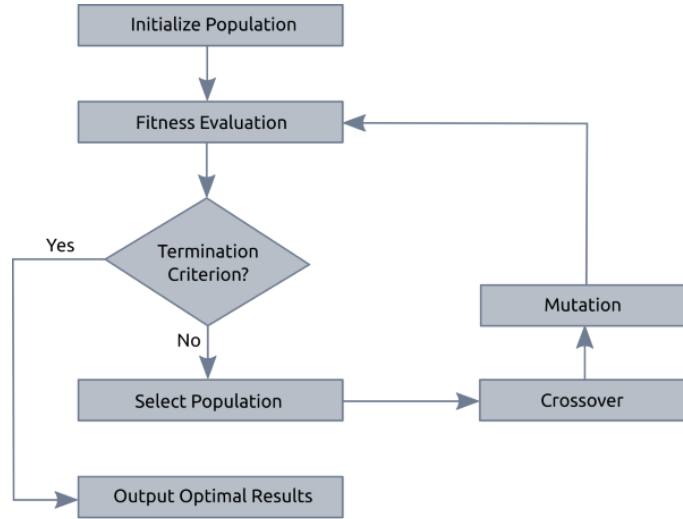 Initialize Population
Fitness Evaluation
Termination
Criterion?
Yes
No
Mutation
Select Population
Crossover
Output Optimal Results